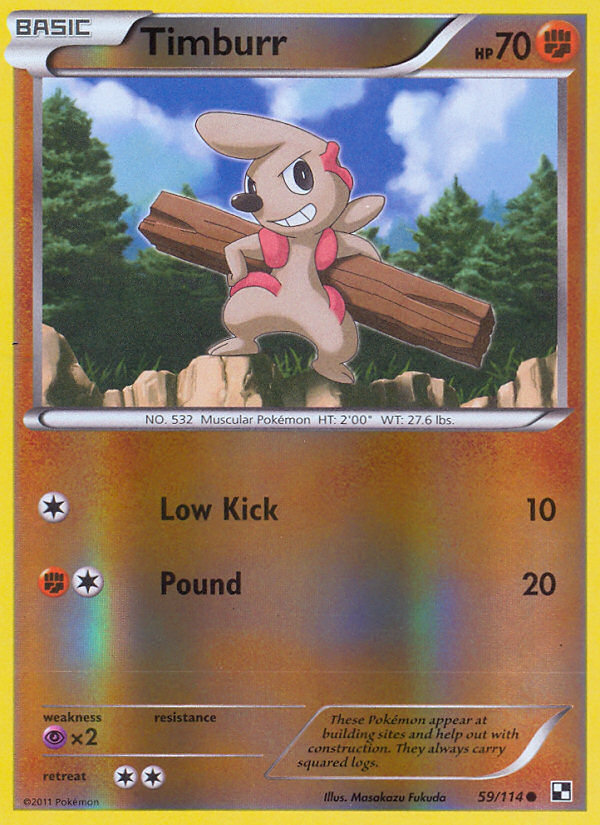 BASIC
Timburr
HP 70
NO. 532 Muscular Pokémon HT: 2'00" WT: 27.6 lbs.
Low Kick 10
Pound 20
weakness resistance
×2
retreat
These Pokémon appear at
building sites and help out with
construction. They always carry
squared logs.
©2011 Pokémon
Illus. Masakazu Fukuda 59/114